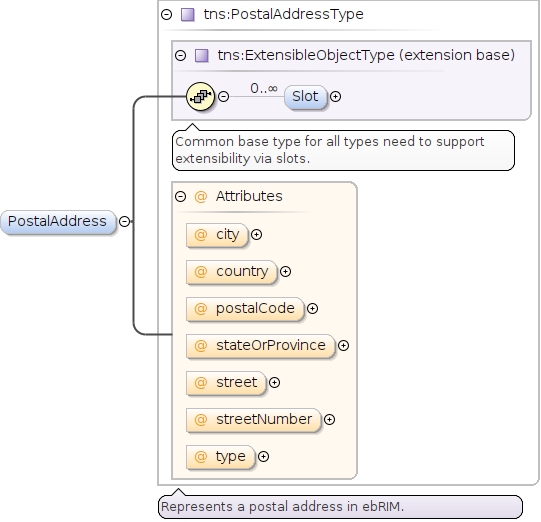 tns:PostalAddressType
tns:ExtensibleObjectType (extension base)
0..∞
Slot
Common base type for all types need to support
extensibility via slots.
PostalAddress
@ Attributes
@ city
@ country
@ postalCode
@ stateOrProvince
@ street
@ streetNumber
@ type
Represents a postal address in ebRIM.